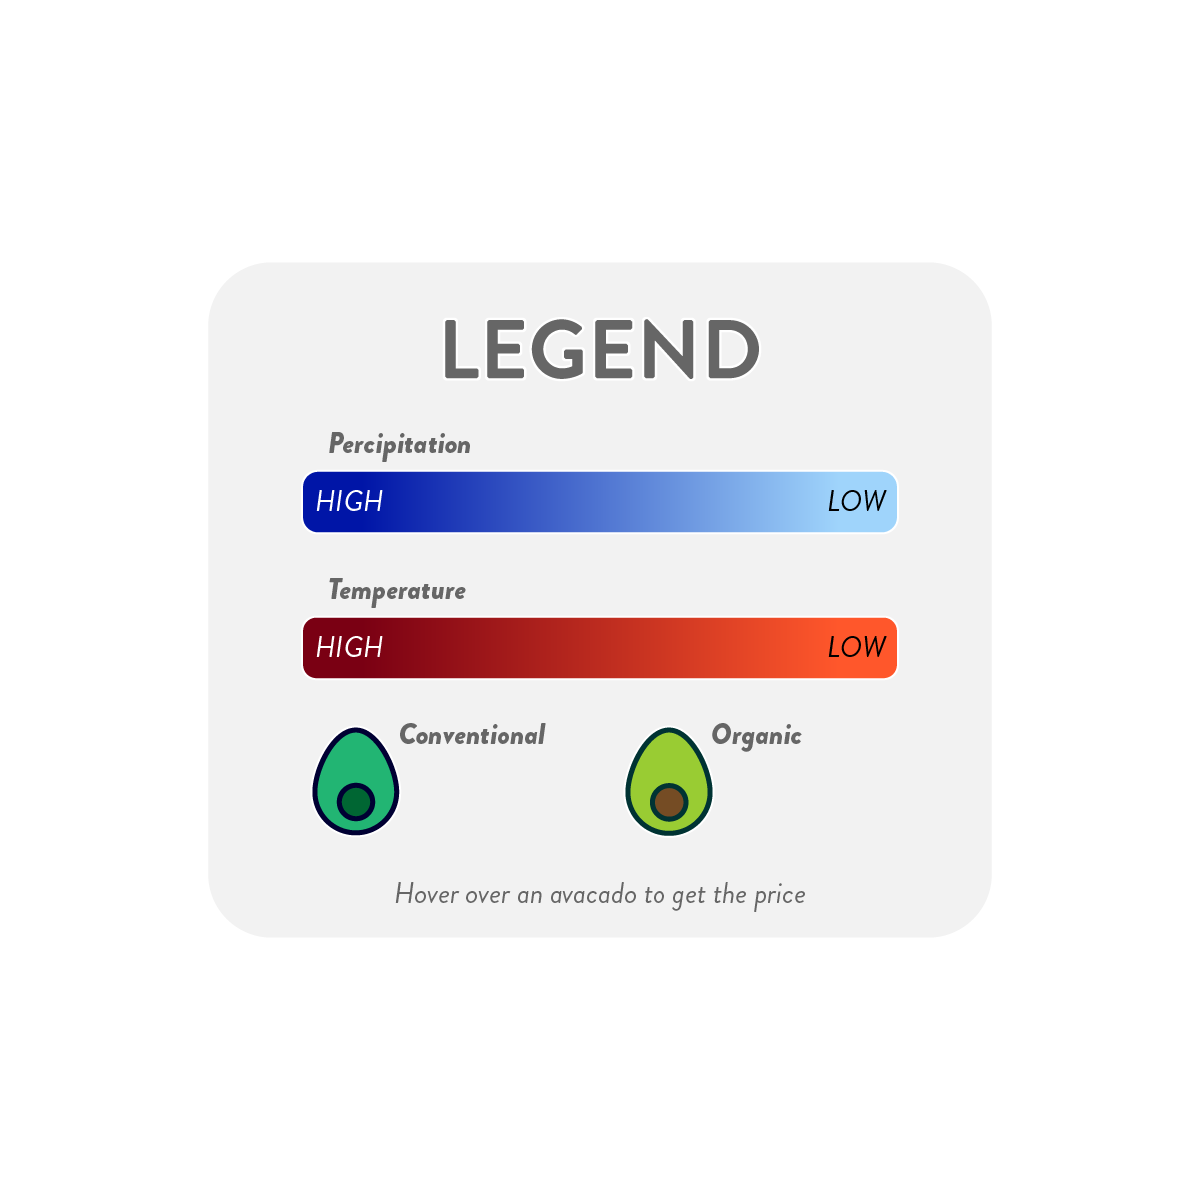 LEGEND
Percipitation
HIGH LOW
Temperature
HIGH LOW
Conventional Organic
Hover over an avacado to get the price